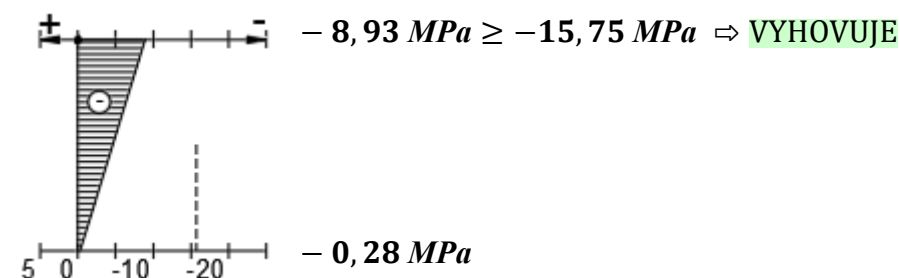 + - − 8,93 MPa ≥ −15,75 MPa ⇨ VYHOVUJE
-
− 0,28 MPa
5 0 -10 -20